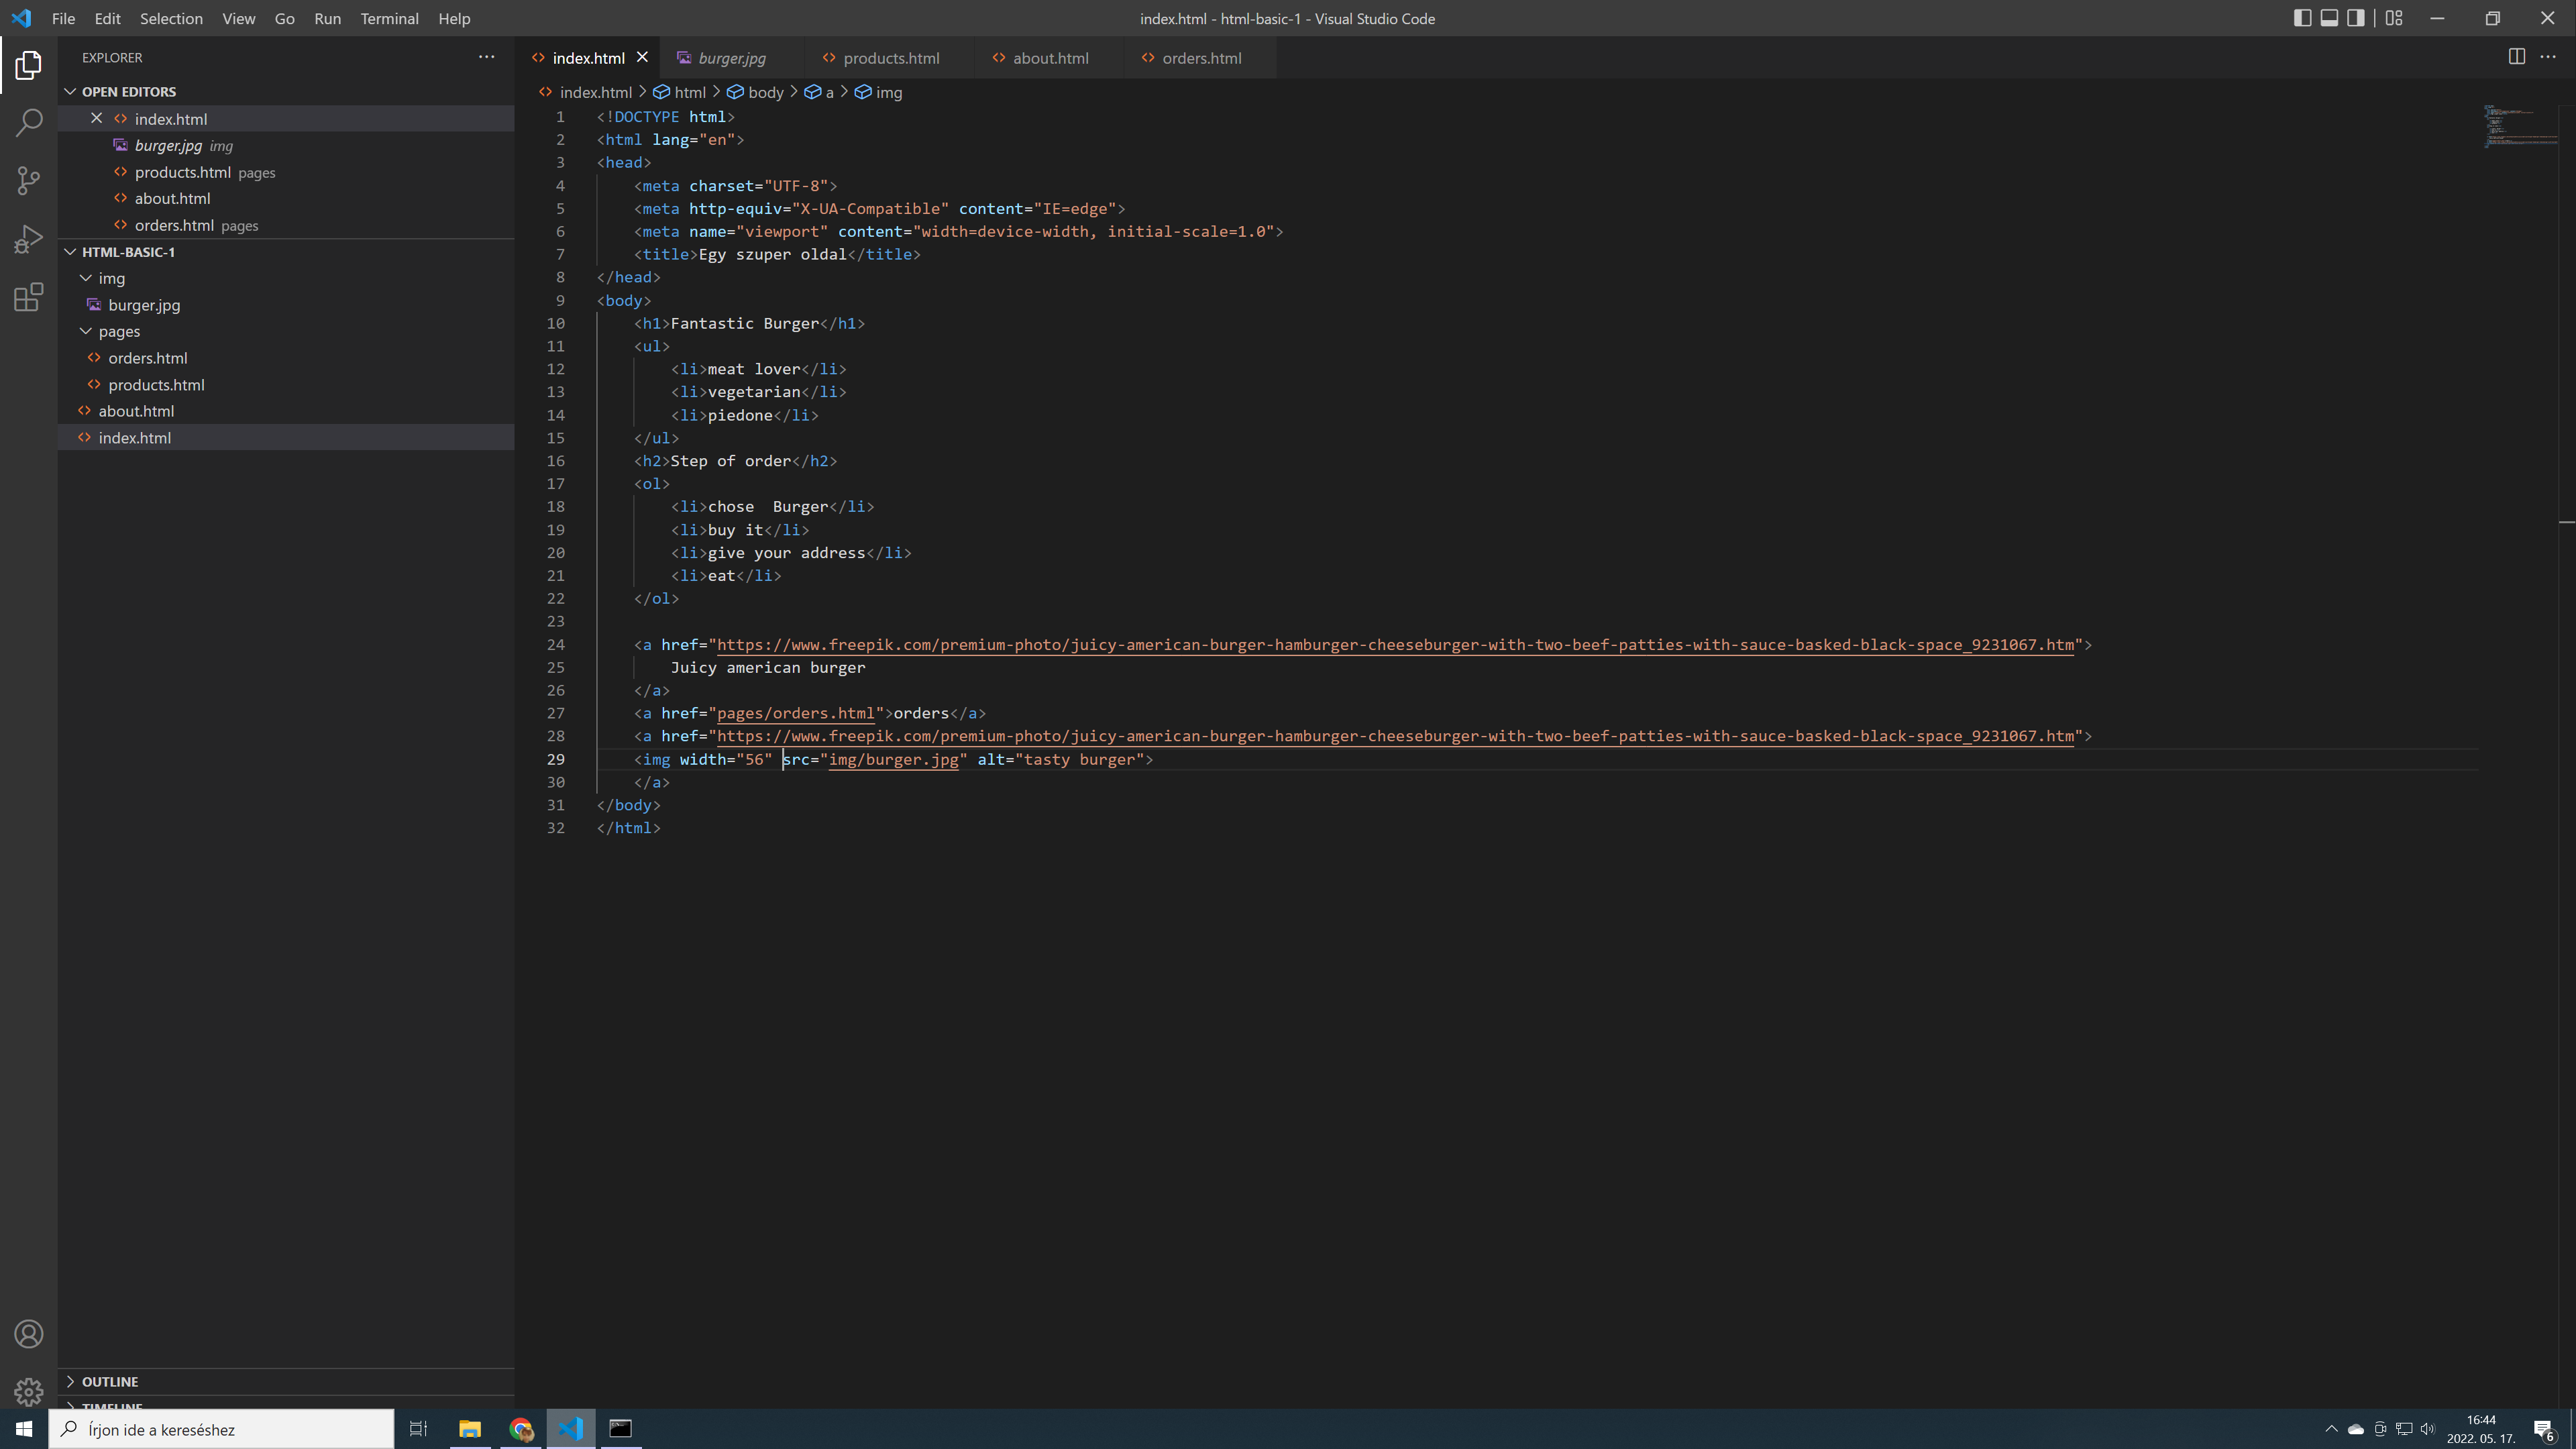 File Edit Selection View Go Run Terminal Help
index.html - html-basic-1 - Visual Studio Code
EXPLORER
OPEN EDITORS
index.html
burger.jpg img
products.html pages
about.html
orders.html pages
HTML-BASIC-1
img
burger.jpg
pages
orders.html
products.html
about.html
index.html
OUTLINE
TIMELINE
index.html burger.jpg products.html about.html orders.html
index.html > html > body > a > img
1 <!DOCTYPE html>
2 <html lang="en">
3 <head>
4 <meta charset="UTF-8">
5 <meta http-equiv="X-UA-Compatible" content="IE=edge">
6 <meta name="viewport" content="width=device-width, initial-scale=1.0">
7 <title>Egy szuper oldal</title>
8 </head>
9 <body>
10 <h1>Fantastic Burger</h1>
11 <ul>
12 <li>meat lover</li>
13 <li>vegetarian</li>
14 <li>piedone</li>
15 </ul>
16 <h2>Step of order</h2>
17 <ol>
18 <li>chose  Burger</li>
19 <li>buy it</li>
20 <li>give your address</li>
21 <li>eat</li>
22 </ol>
23
24 <a href="https://www.freepik.com/premium-photo/juicy-american-burger-hamburger-cheeseburger-with-two-beef-patties-with-sauce-basked-black-space_9231067.htm">
25 Juicy american burger
26 </a>
27 <a href="pages/orders.html">orders</a>
28 <a href="https://www.freepik.com/premium-photo/juicy-american-burger-hamburger-cheeseburger-with-two-beef-patties-with-sauce-basked-black-space_9231067.htm">
29 <img width="56" src="img/burger.jpg" alt="tasty burger">
30 </a>
31 </body>
32 </html>
Írjon ide a kereséshez
16:44
2022. 05. 17.
6